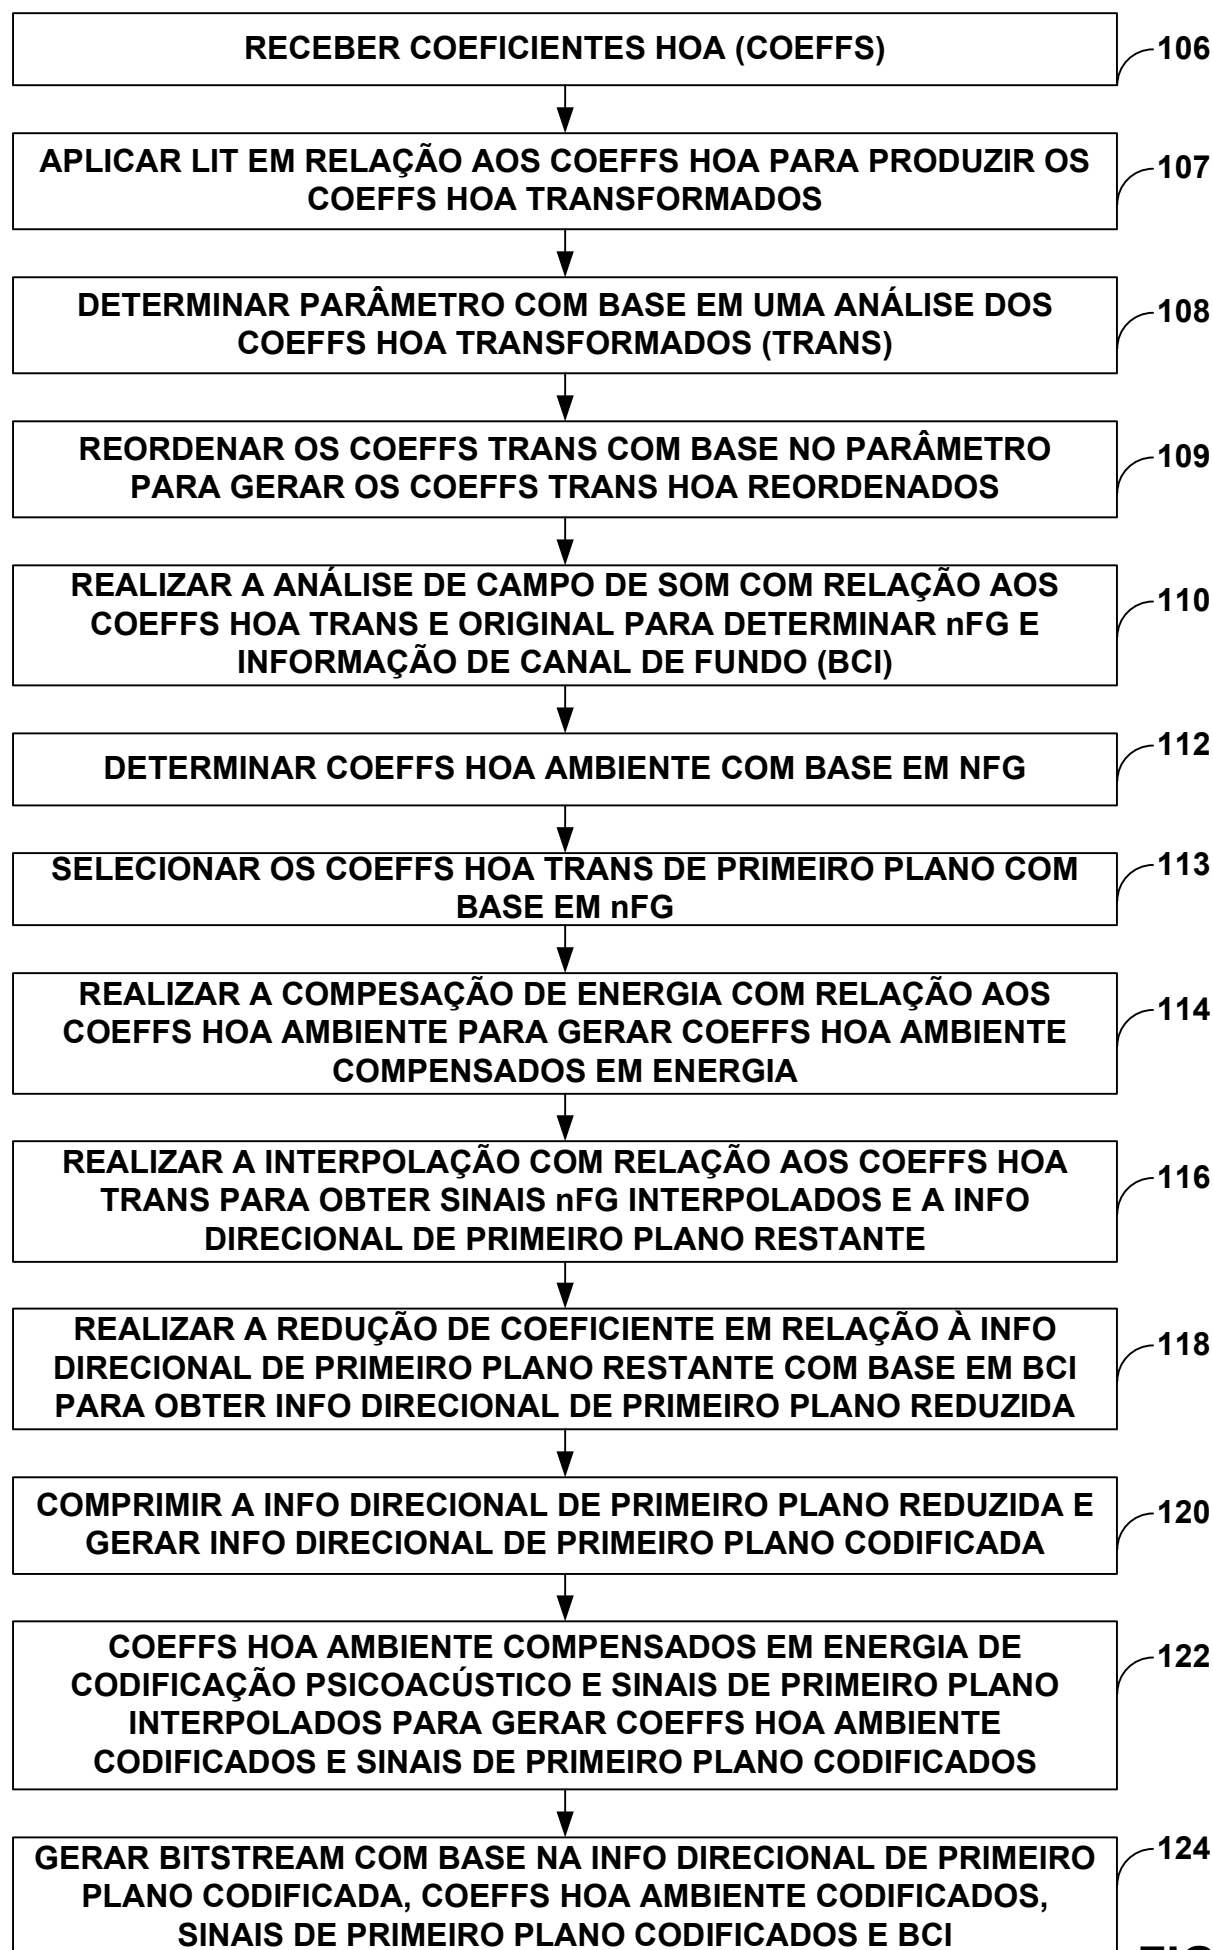 RECEBER COEFICIENTES HOA (COEFFS)
106
APLICAR LIT EM RELAÇÃO AOS COEFFS HOA PARA PRODUZIR OS
COEFFS HOA TRANSFORMADOS
107
DETERMINAR PARÂMETRO COM BASE EM UMA ANÁLISE DOS
COEFFS HOA TRANSFORMADOS (TRANS)
108
REORDENAR OS COEFFS TRANS COM BASE NO PARÂMETRO
PARA GERAR OS COEFFS TRANS HOA REORDENADOS
109
REALIZAR A ANÁLISE DE CAMPO DE SOM COM RELAÇÃO AOS
COEFFS HOA TRANS E ORIGINAL PARA DETERMINAR nFG E
INFORMAÇÃO DE CANAL DE FUNDO (BCI)
110
DETERMINAR COEFFS HOA AMBIENTE COM BASE EM NFG
112
SELECIONAR OS COEFFS HOA TRANS DE PRIMEIRO PLANO COM
BASE EM nFG
113
REALIZAR A COMPESAÇÃO DE ENERGIA COM RELAÇÃO AOS
COEFFS HOA AMBIENTE PARA GERAR COEFFS HOA AMBIENTE
COMPENSADOS EM ENERGIA
114
REALIZAR A INTERPOLAÇÃO COM RELAÇÃO AOS COEFFS HOA
TRANS PARA OBTER SINAIS nFG INTERPOLADOS E A INFO
DIRECIONAL DE PRIMEIRO PLANO RESTANTE
116
REALIZAR A REDUÇÃO DE COEFICIENTE EM RELAÇÃO À INFO
DIRECIONAL DE PRIMEIRO PLANO RESTANTE COM BASE EM BCI
PARA OBTER INFO DIRECIONAL DE PRIMEIRO PLANO REDUZIDA
118
COMPRIMIR A INFO DIRECIONAL DE PRIMEIRO PLANO REDUZIDA E
GERAR INFO DIRECIONAL DE PRIMEIRO PLANO CODIFICADA
120
COEFFS HOA AMBIENTE COMPENSADOS EM ENERGIA DE
CODIFICAÇÃO PSICOACÚSTICO E SINAIS DE PRIMEIRO PLANO
INTERPOLADOS PARA GERAR COEFFS HOA AMBIENTE
CODIFICADOS E SINAIS DE PRIMEIRO PLANO CODIFICADOS
122
GERAR BITSTREAM COM BASE NA INFO DIRECIONAL DE PRIMEIRO
PLANO CODIFICADA, COEFFS HOA AMBIENTE CODIFICADOS,
SINAIS DE PRIMEIRO PLANO CODIFICADOS E BCI
124